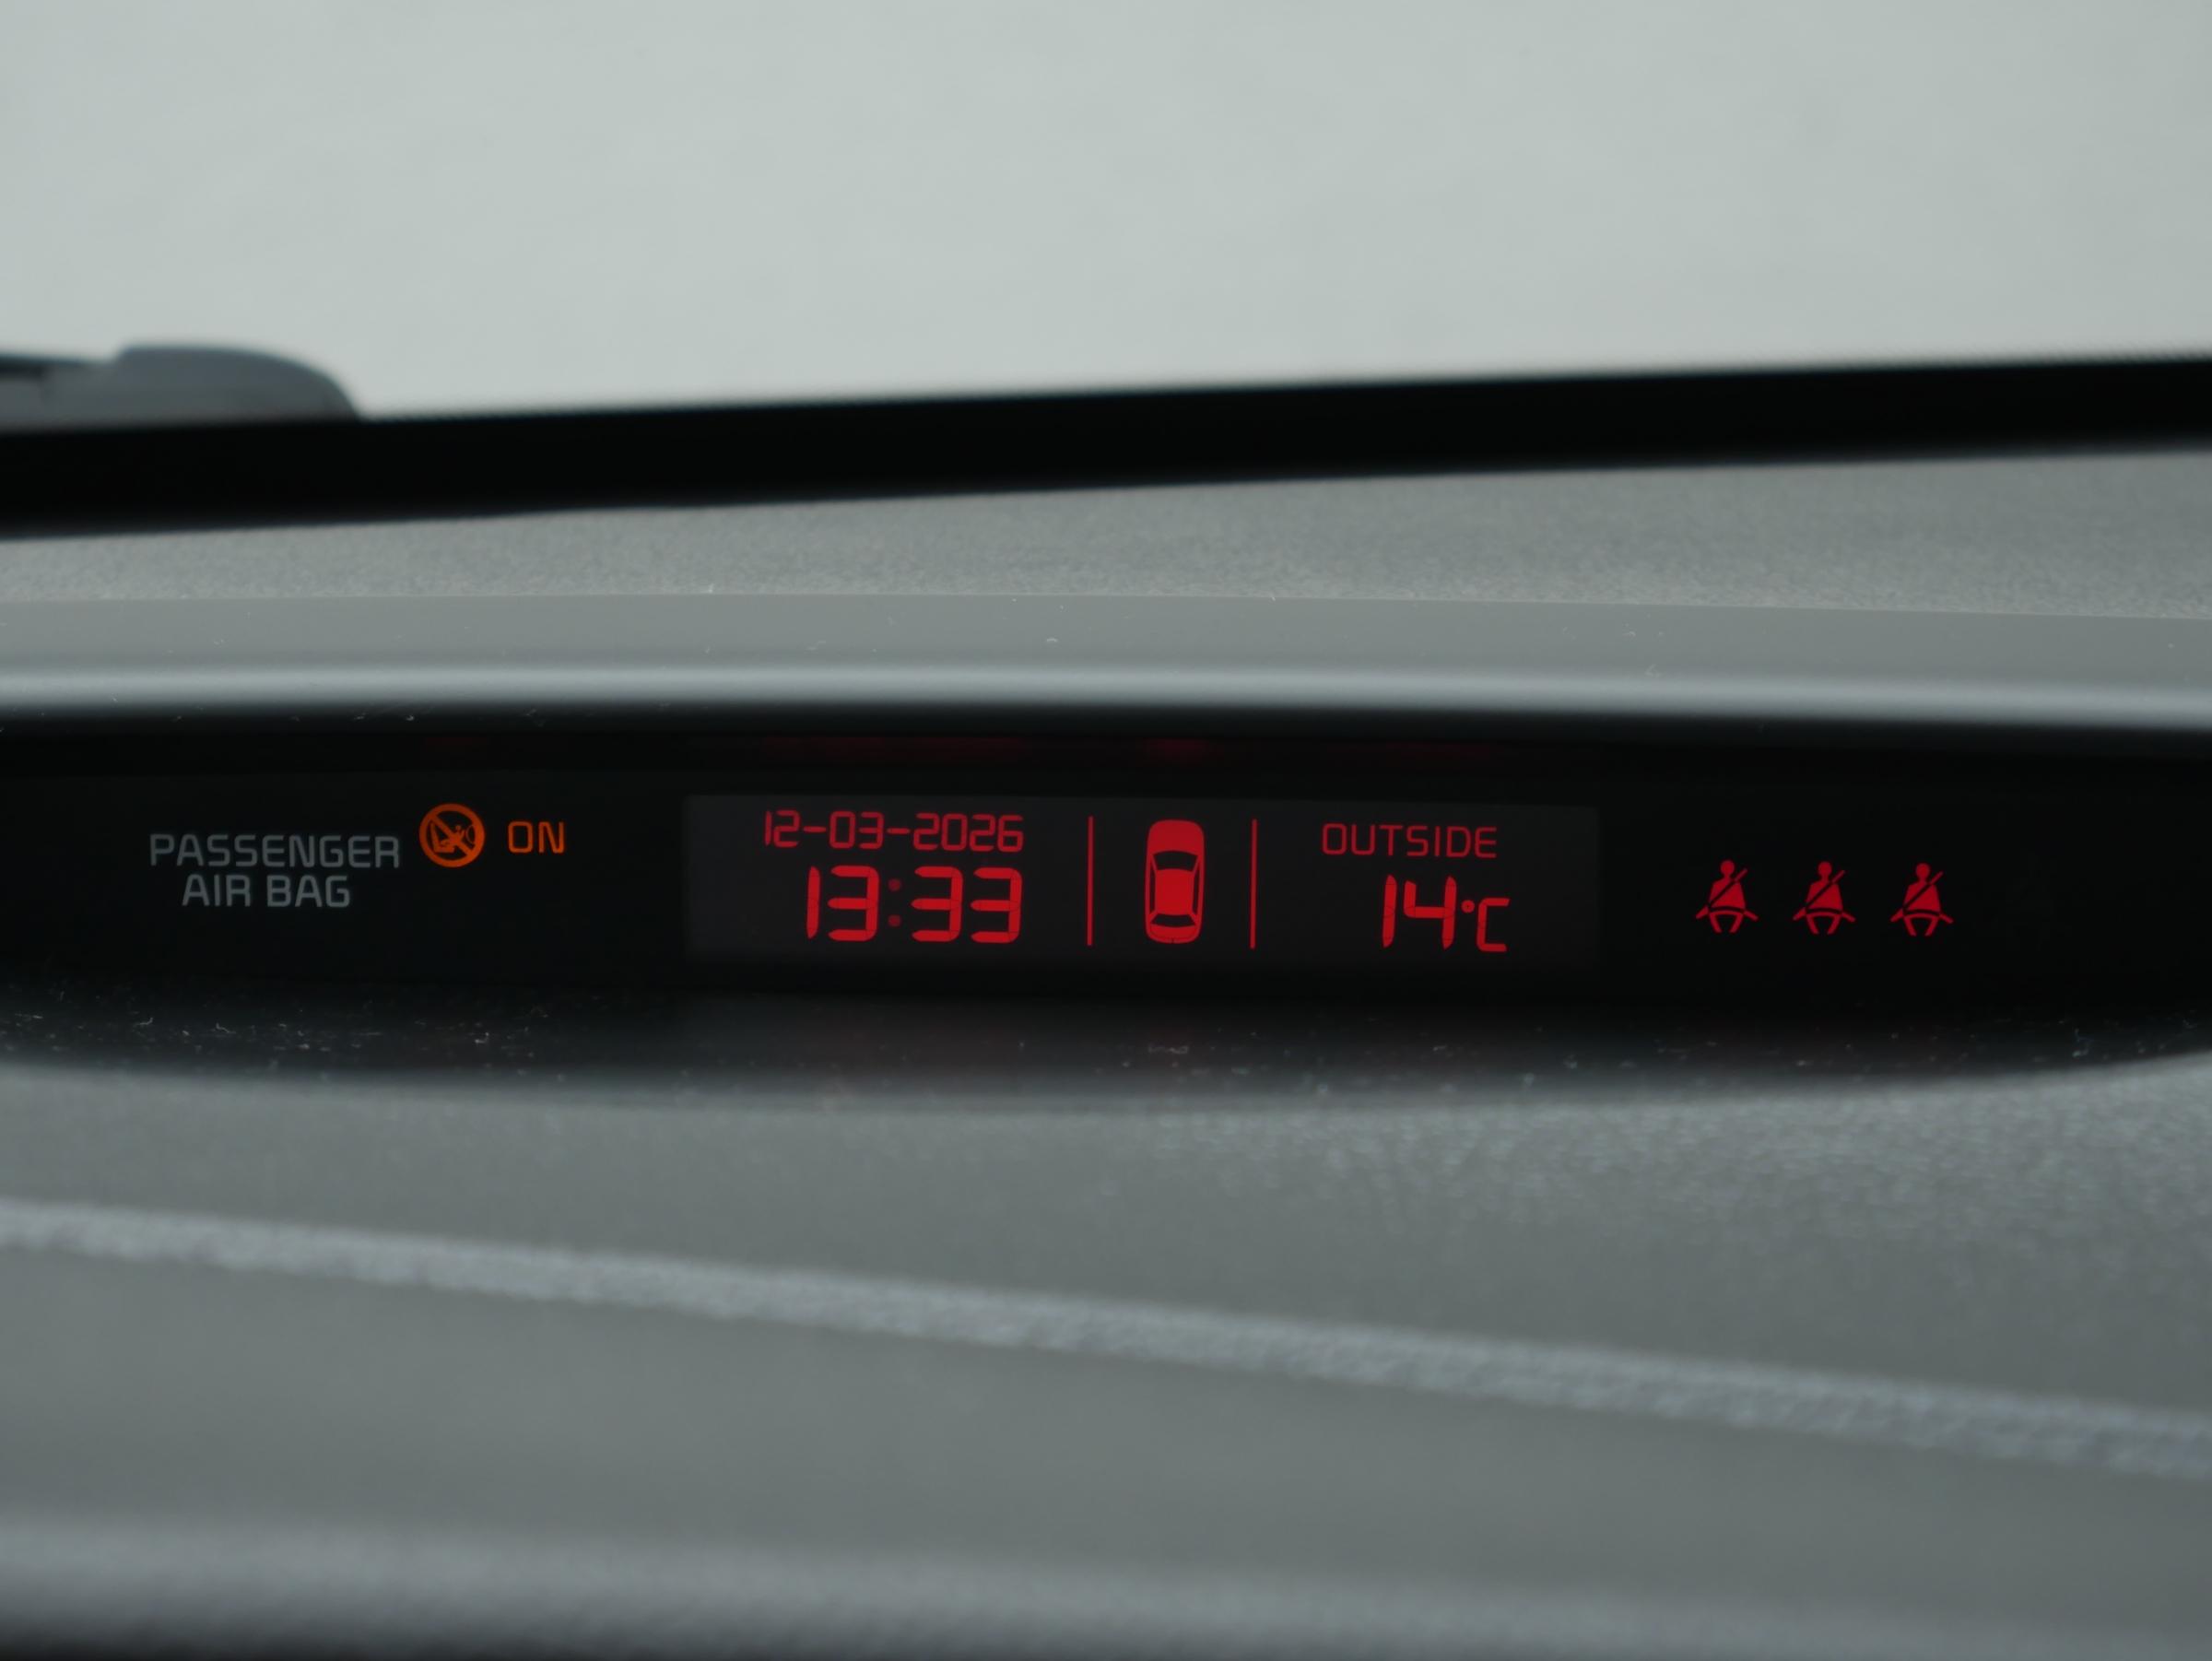 PASSENGER
AIR BAG
ON
12-03-2026
13:33
OUTSIDE
14°C